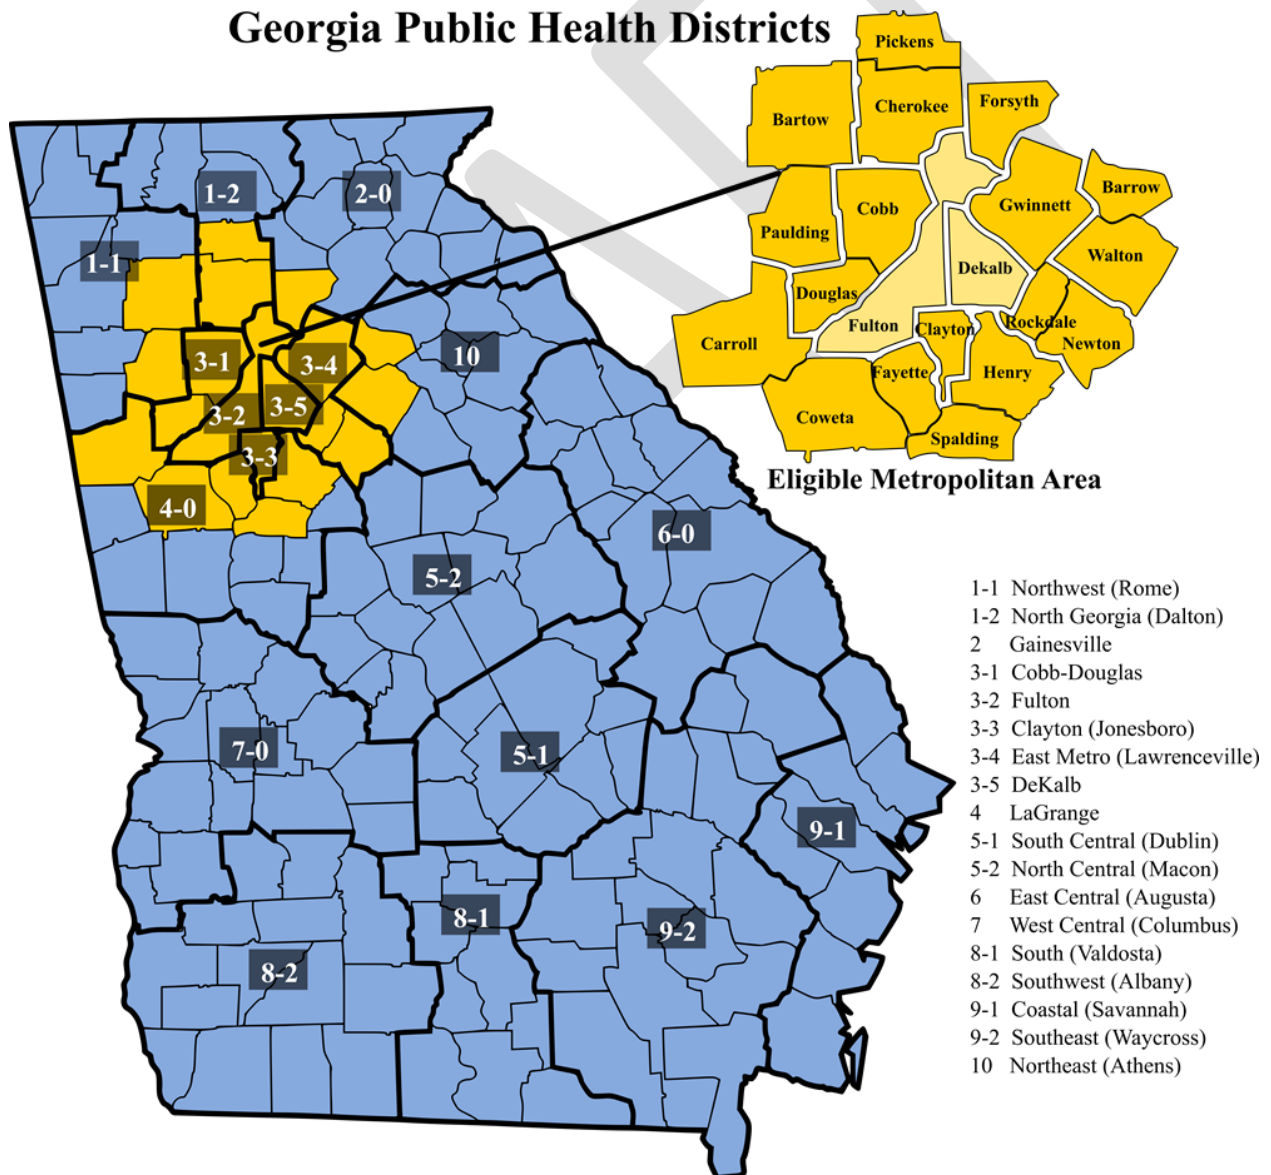 Georgia Public Health Districts
Pickens
Cherokee
Forsyth
Bartow
Barrow
Gwinnett
Cobb
Paulding
Walton
Dekalb
Douglas
Rockdale
Fulton
Clayton
Newton
Carroll
Fayette
Henry
Coweta
Spalding
Eligible Metropolitan Area
1-2
2-0
1-1
3-1
3-4
10
3-5
3-2
3-3
4-0
6-0
5-2
7-0
5-1
9-1
8-1
9-2
8-2
1-1 Northwest (Rome)
1-2 North Georgia (Dalton)
2 Gainesville
3-1 Cobb-Douglas
3-2 Fulton
3-3 Clayton (Jonesboro)
3-4 East Metro (Lawrenceville)
3-5 DeKalb
4 LaGrange
5-1 South Central (Dublin)
5-2 North Central (Macon)
6 East Central (Augusta)
7 West Central (Columbus)
8-1 South (Valdosta)
8-2 Southwest (Albany)
9-1 Coastal (Savannah)
9-2 Southeast (Waycross)
10 Northeast (Athens)